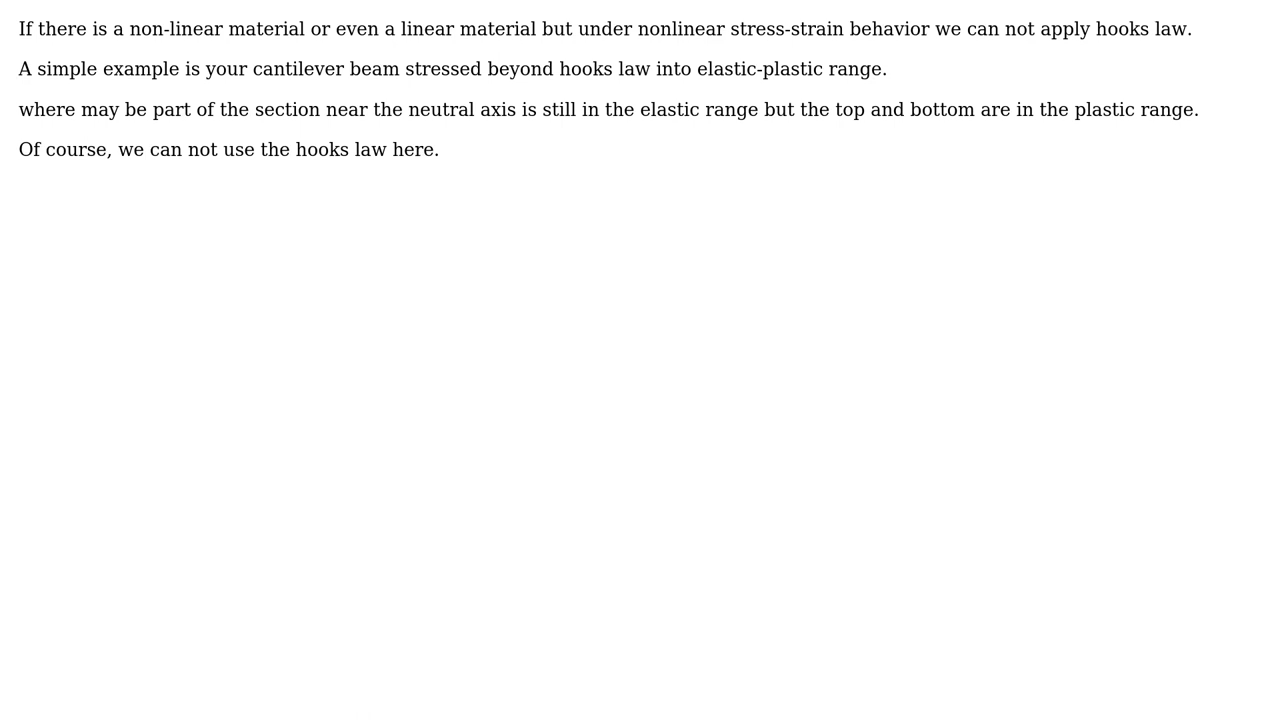 If there is a non-linear material or even a linear material but under nonlinear stress-strain behavior we can not apply hooks law.
A simple example is your cantilever beam stressed beyond hooks law into elastic-plastic range.
where may be part of the section near the neutral axis is still in the elastic range but the top and bottom are in the plastic range.
Of course, we can not use the hooks law here.